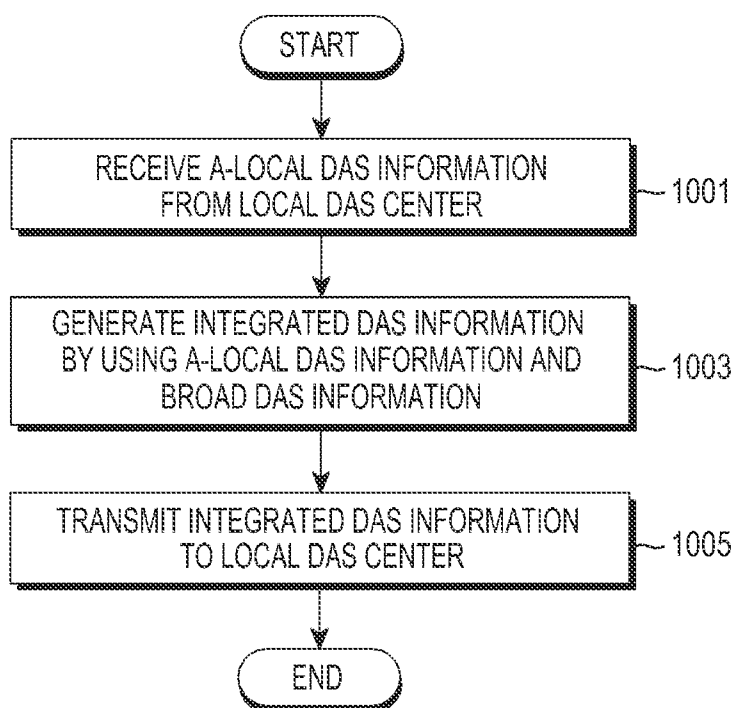 START
RECEIVE A-LOCAL DAS INFORMATION
FROM LOCAL DAS CENTER
1001
GENERATE INTEGRATED DAS INFORMATION
BY USING A-LOCAL DAS INFORMATION AND
BROAD DAS INFORMATION
1003
TRANSMIT INTEGRATED DAS INFORMATION
TO LOCAL DAS CENTER
1005
END